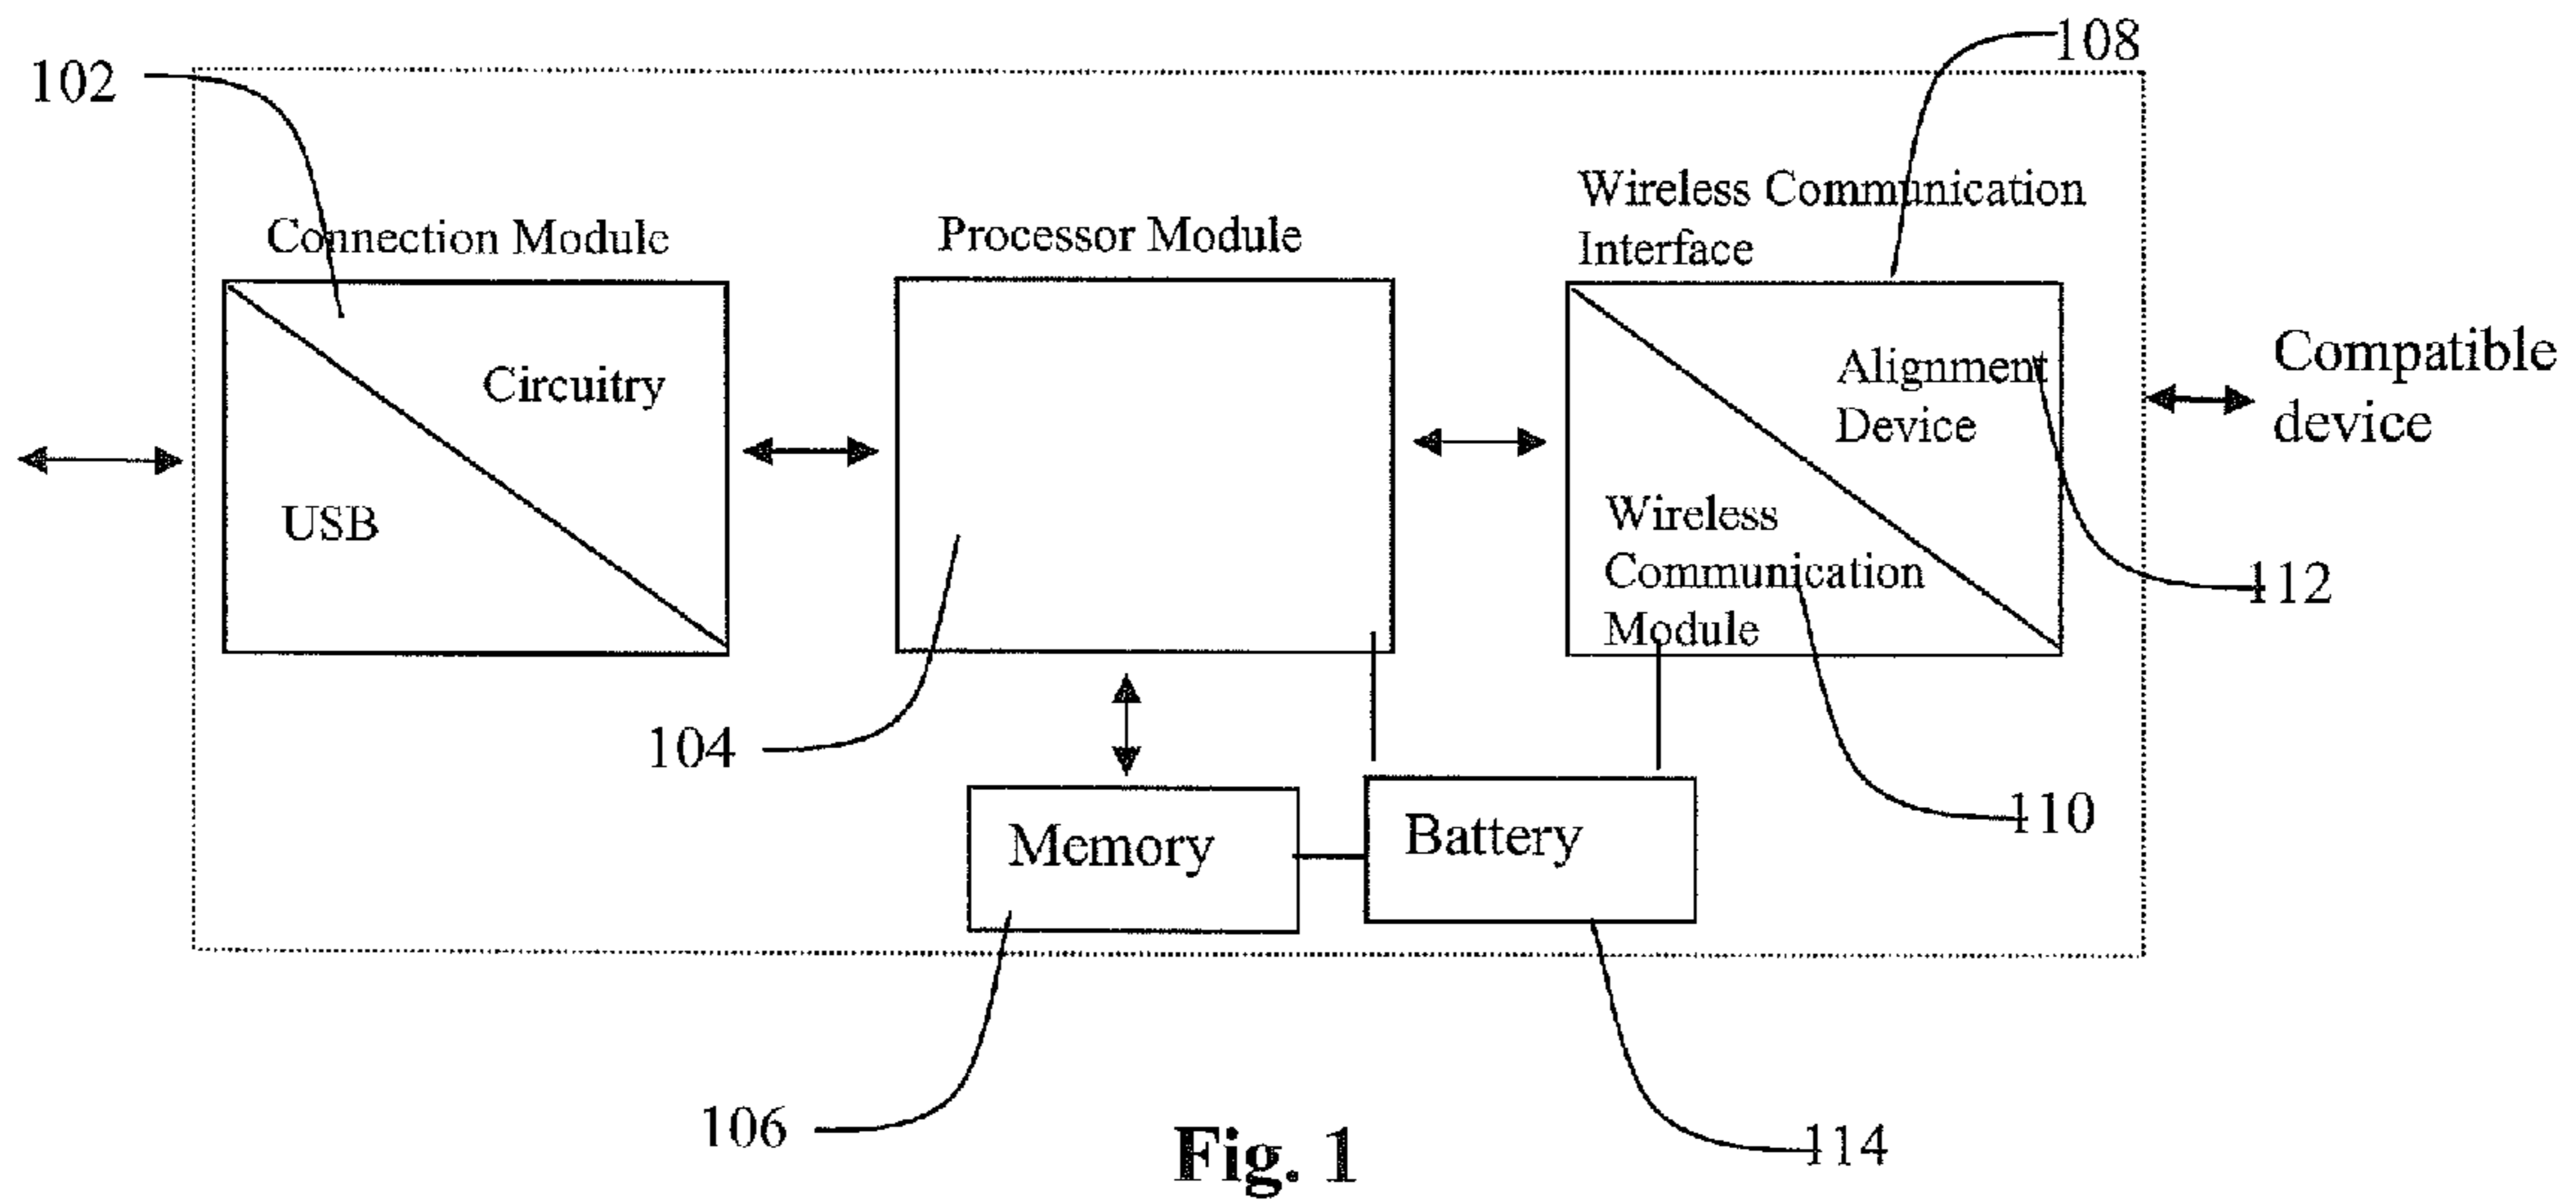 108
102
Wireless Communication
Interface
Connection Module
Processor Module
Circuitry
Alignment
Device
Compatible
device
USB
Wireless
Communication
Module
112
104
110
Memory
Battery
106
114
Fig. 1